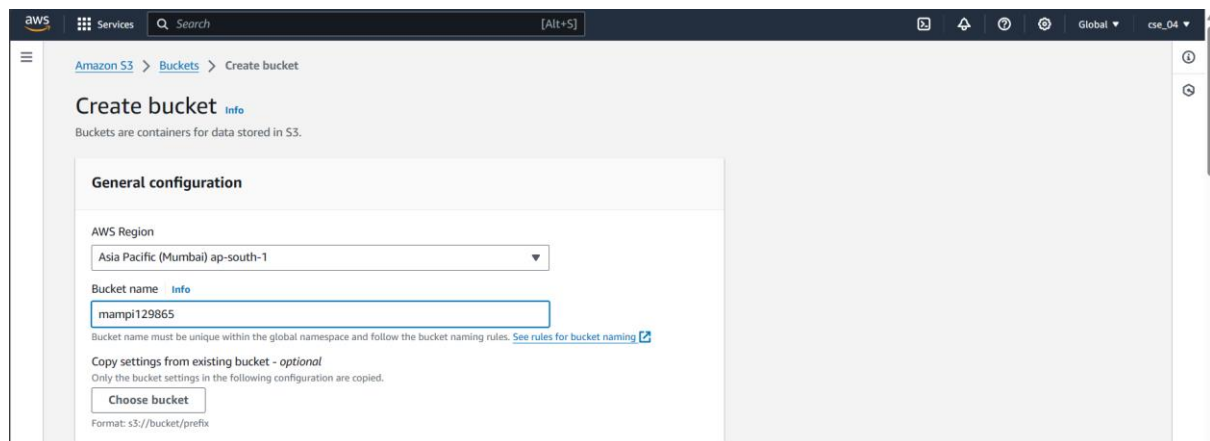 aws Services Search [Alt+S] Global ▼ cse_04 ▼
Amazon S3 > Buckets > Create bucket
Create bucket Info
Buckets are containers for data stored in S3.
General configuration
AWS Region
Asia Pacific (Mumbai) ap-south-1
Bucket name Info
mampi129865
Bucket name must be unique within the global namespace and follow the bucket naming rules. See rules for bucket naming
Copy settings from existing bucket - optional
Only the bucket settings in the following configuration are copied.
Choose bucket
Format: s3://bucket/prefix